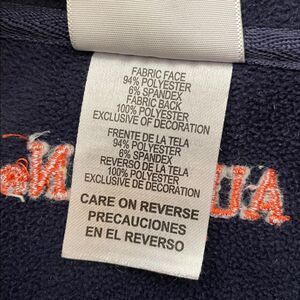 FABRIC FACE
94% POLYESTER
6% SPANDEX
FABRIC BACK
100% POLYESTER
EXCLUSIVE OF DECORATION
FRENTE DE LA TELA
94% POLYESTER
6% SPANDEX
REVERSO DE LA TELA
100% POLYESTER
EXCLUSIVE DE DECORATION
CARE ON REVERSE
PRECAUCIONES
EN EL REVERSO